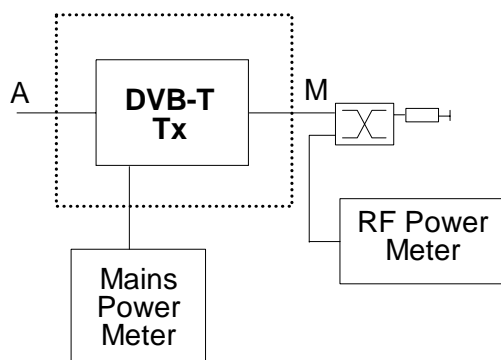 A
DVB-T
Tx
M
RF Power
Meter
Mains
Power
Meter